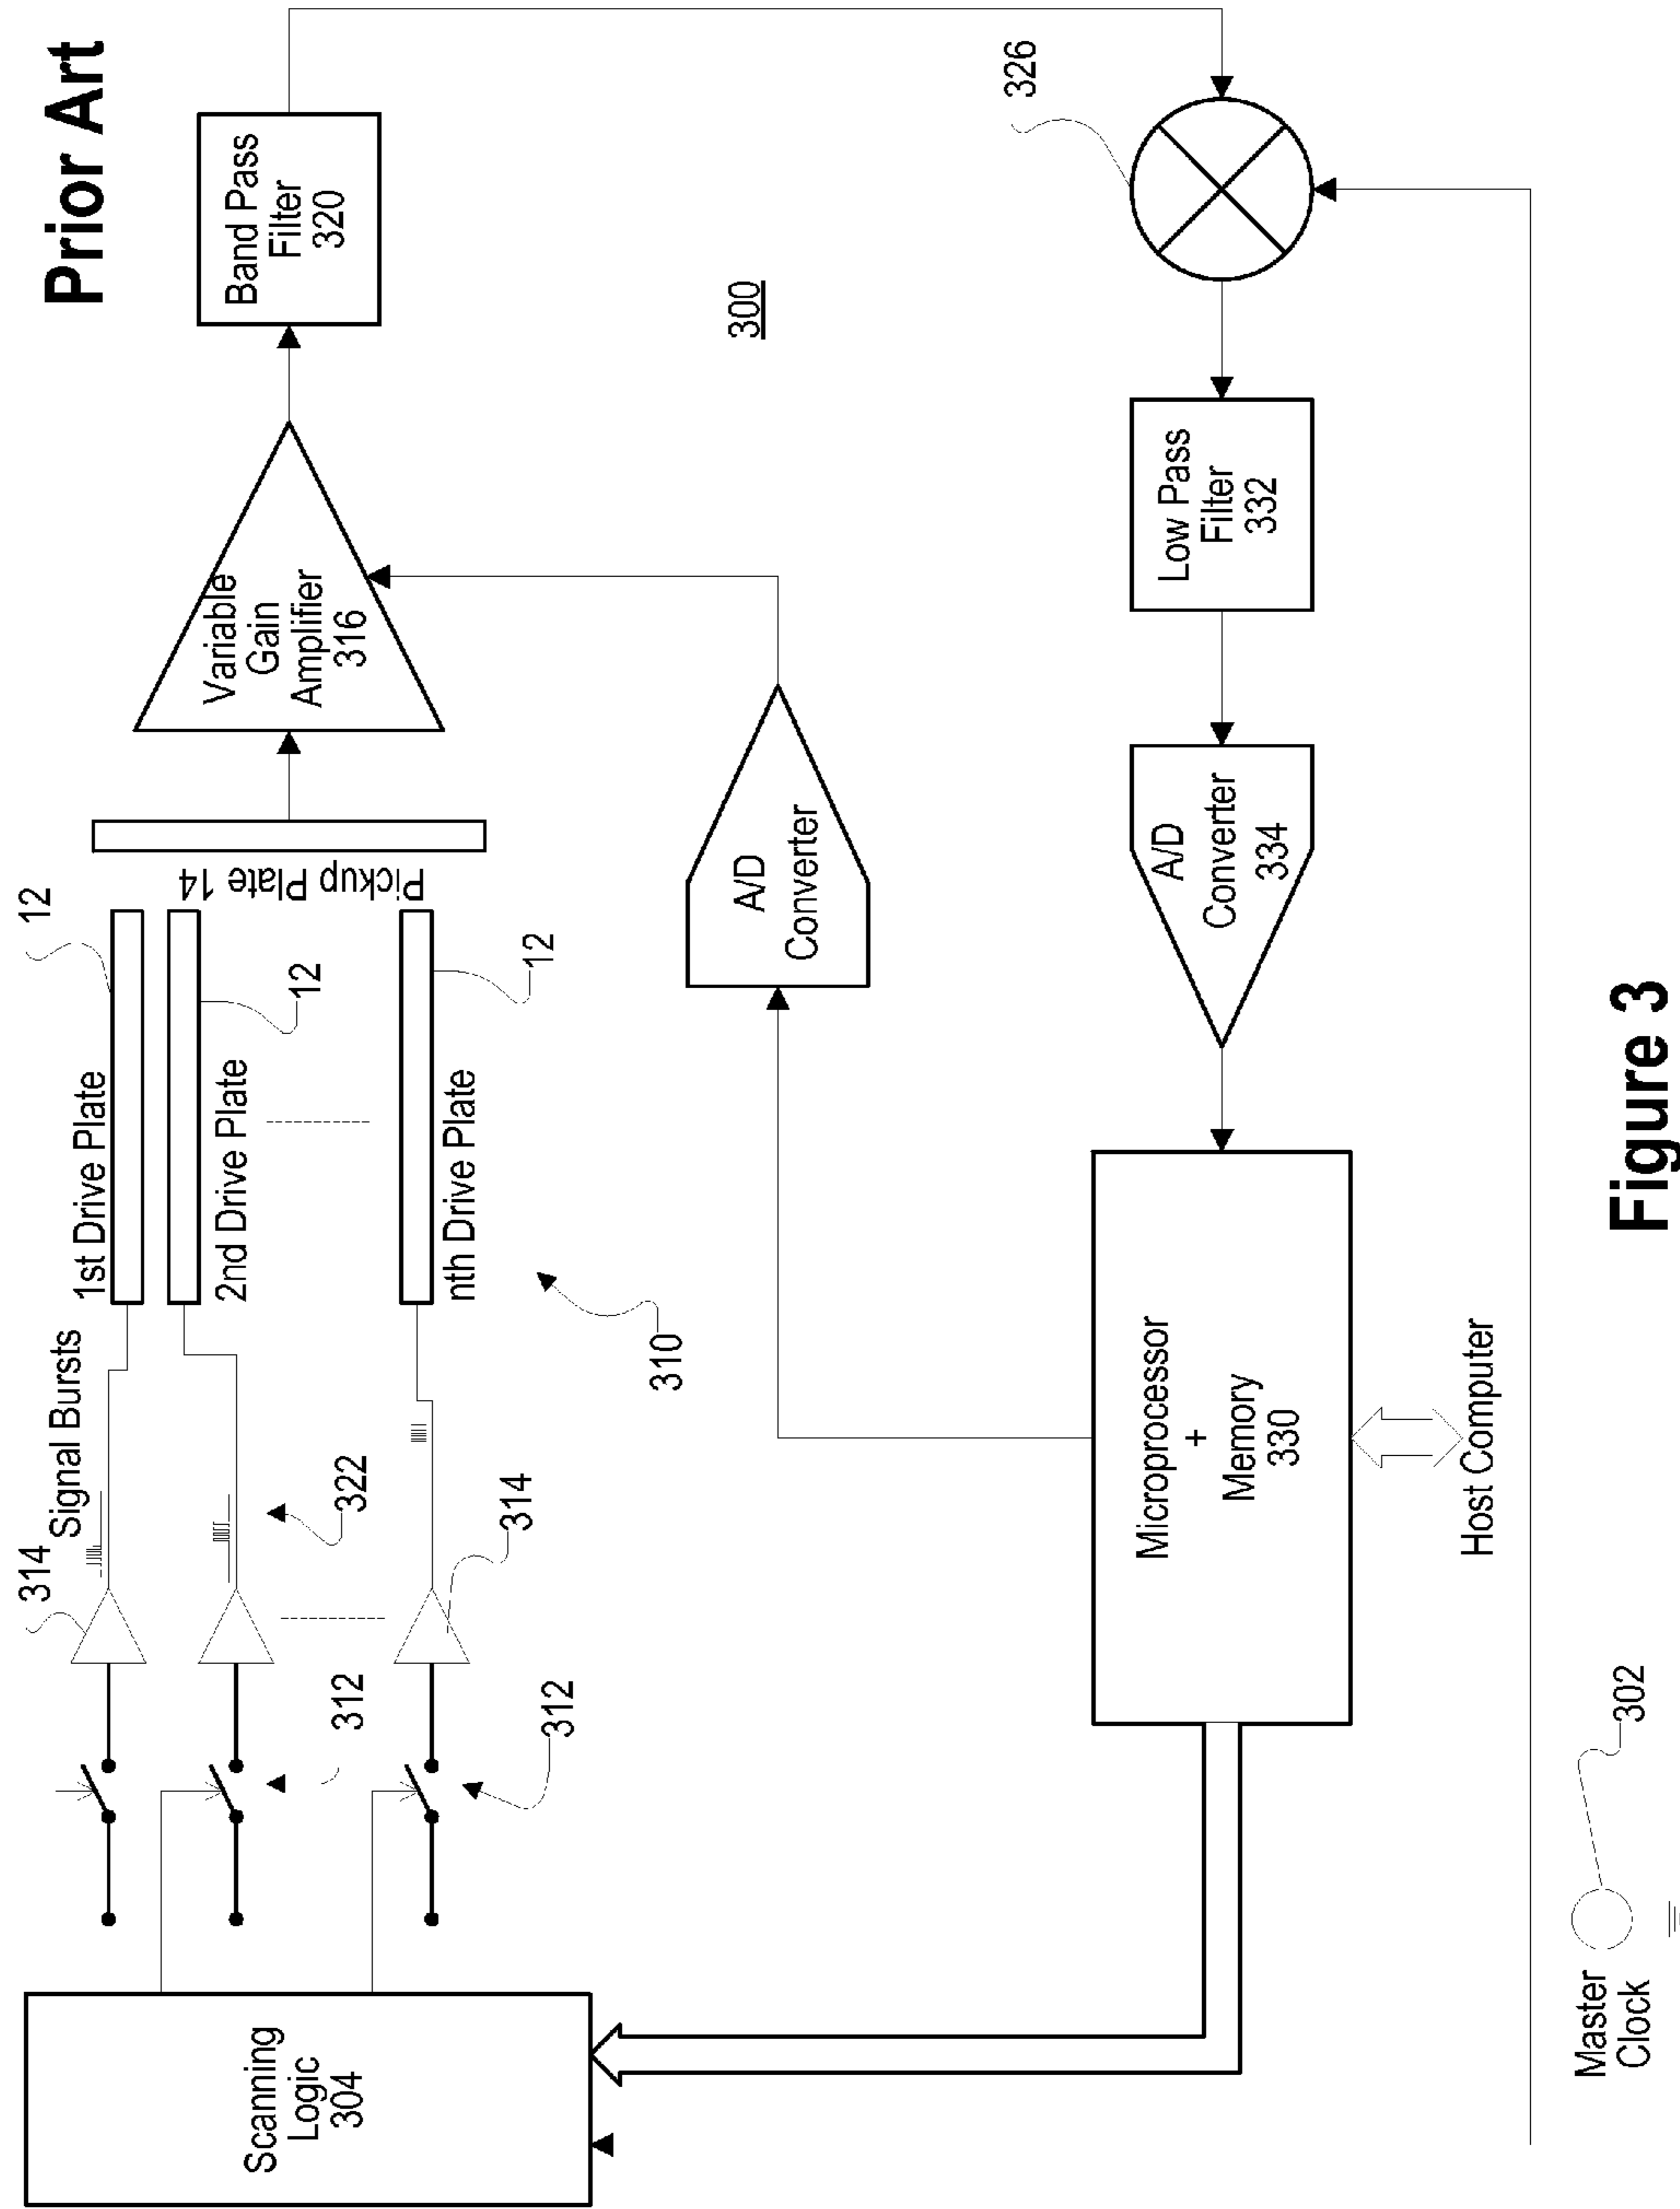 Prior Art
314
Signal Bursts
1st Drive Plate
12
2nd Drive Plate
12
Pickup Plate 14
Variable
Gain
Amplifier
316
Band Pass
Filter
320
Scanning
Logic
304
312
322
nth Drive Plate
12
312
314
310
300
A/D
Converter
326
Microprocessor
+
Memory
330
A/D
Converter
334
Low Pass
Filter
332
Host Computer
Master
Clock
302
Figure 3